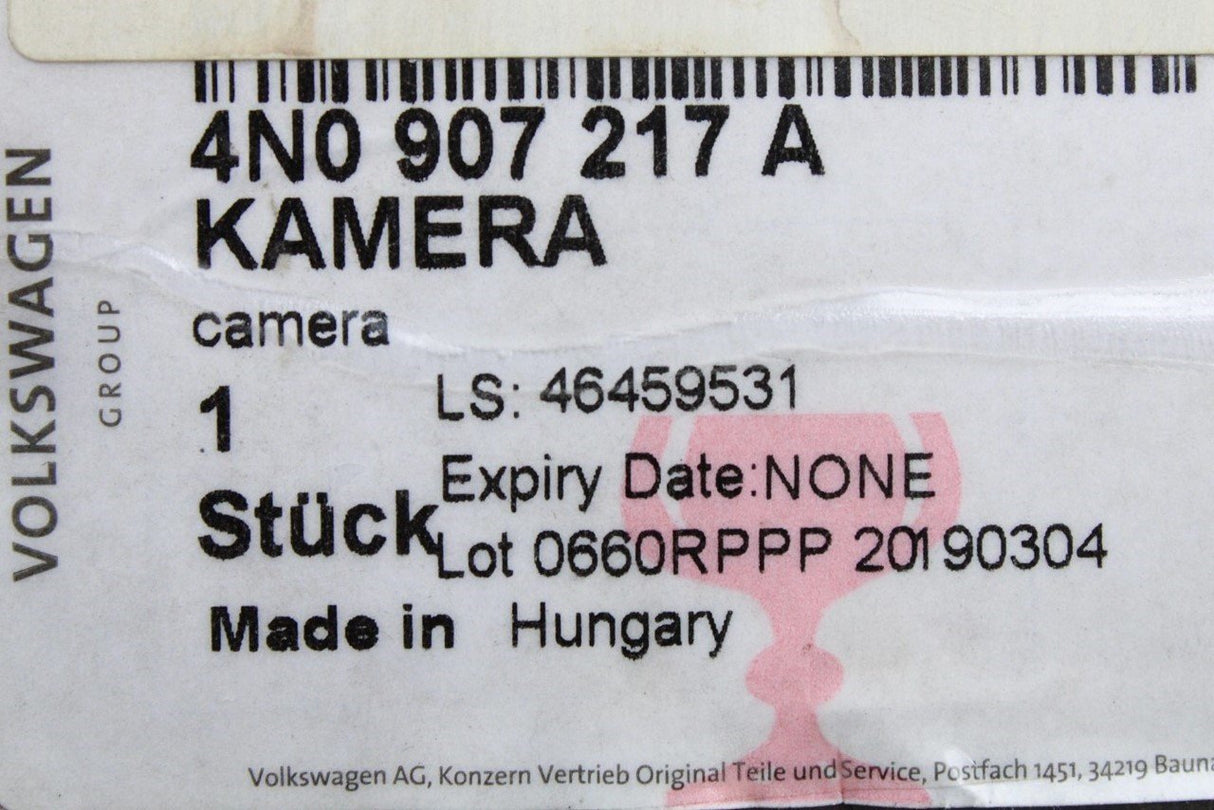 4N0 907 217 A
KAMERA
camera
1
Stück
LS: 46459531
Expiry Date:NONE
Lot 0660RPPP 20190304
Made in Hungary
VOLKSWAGEN
GROUP
Volkswagen AG, Konzern Vertrieb Original Teile und Service, Postfach 1451, 34219